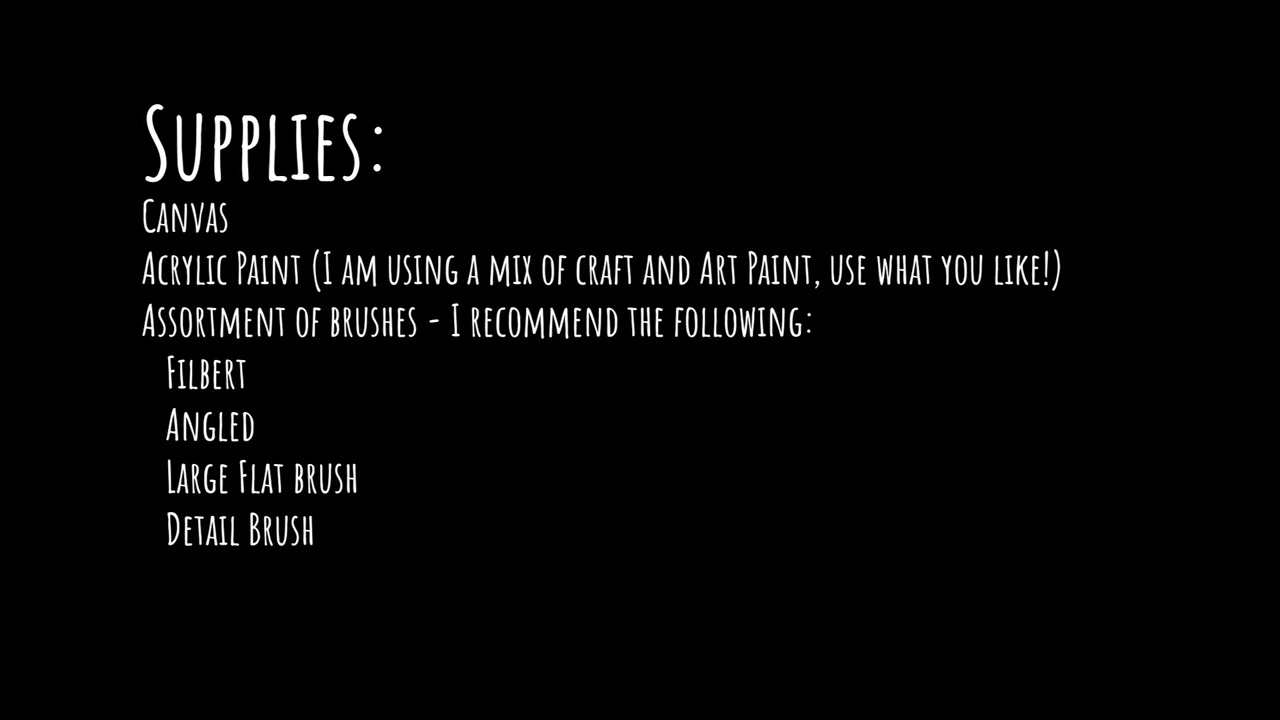 Supplies:
Canvas
Acrylic Paint (I am using a mix of craft and Art Paint, use what you like!)
Assortment of brushes - I recommend the following:
Filbert
Angled
Large Flat brush
Detail Brush